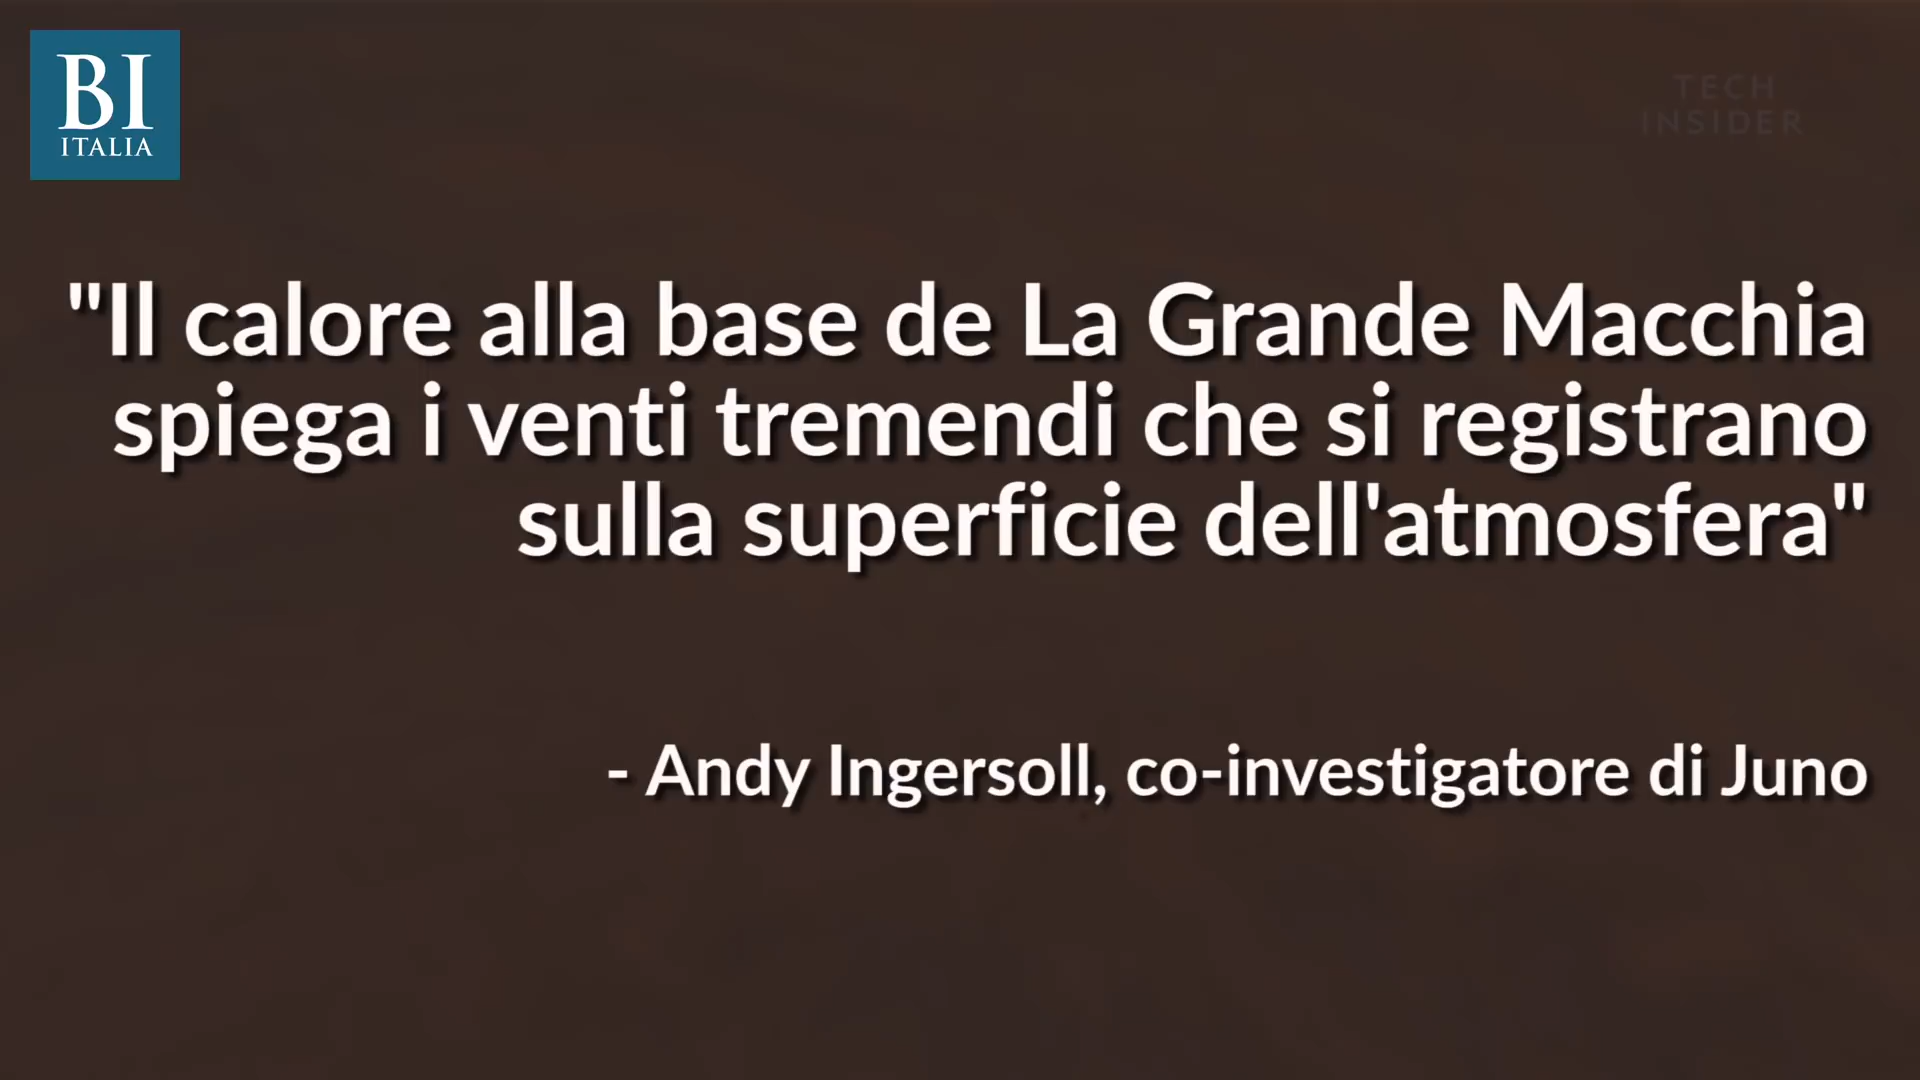 BI
ITALIA
TECH
INSIDER
"Il calore alla base de La Grande Macchia
spiega i venti tremendi che si registrano
sulla superficie dell'atmosfera"
- Andy Ingersoll, co-investigatore di Juno